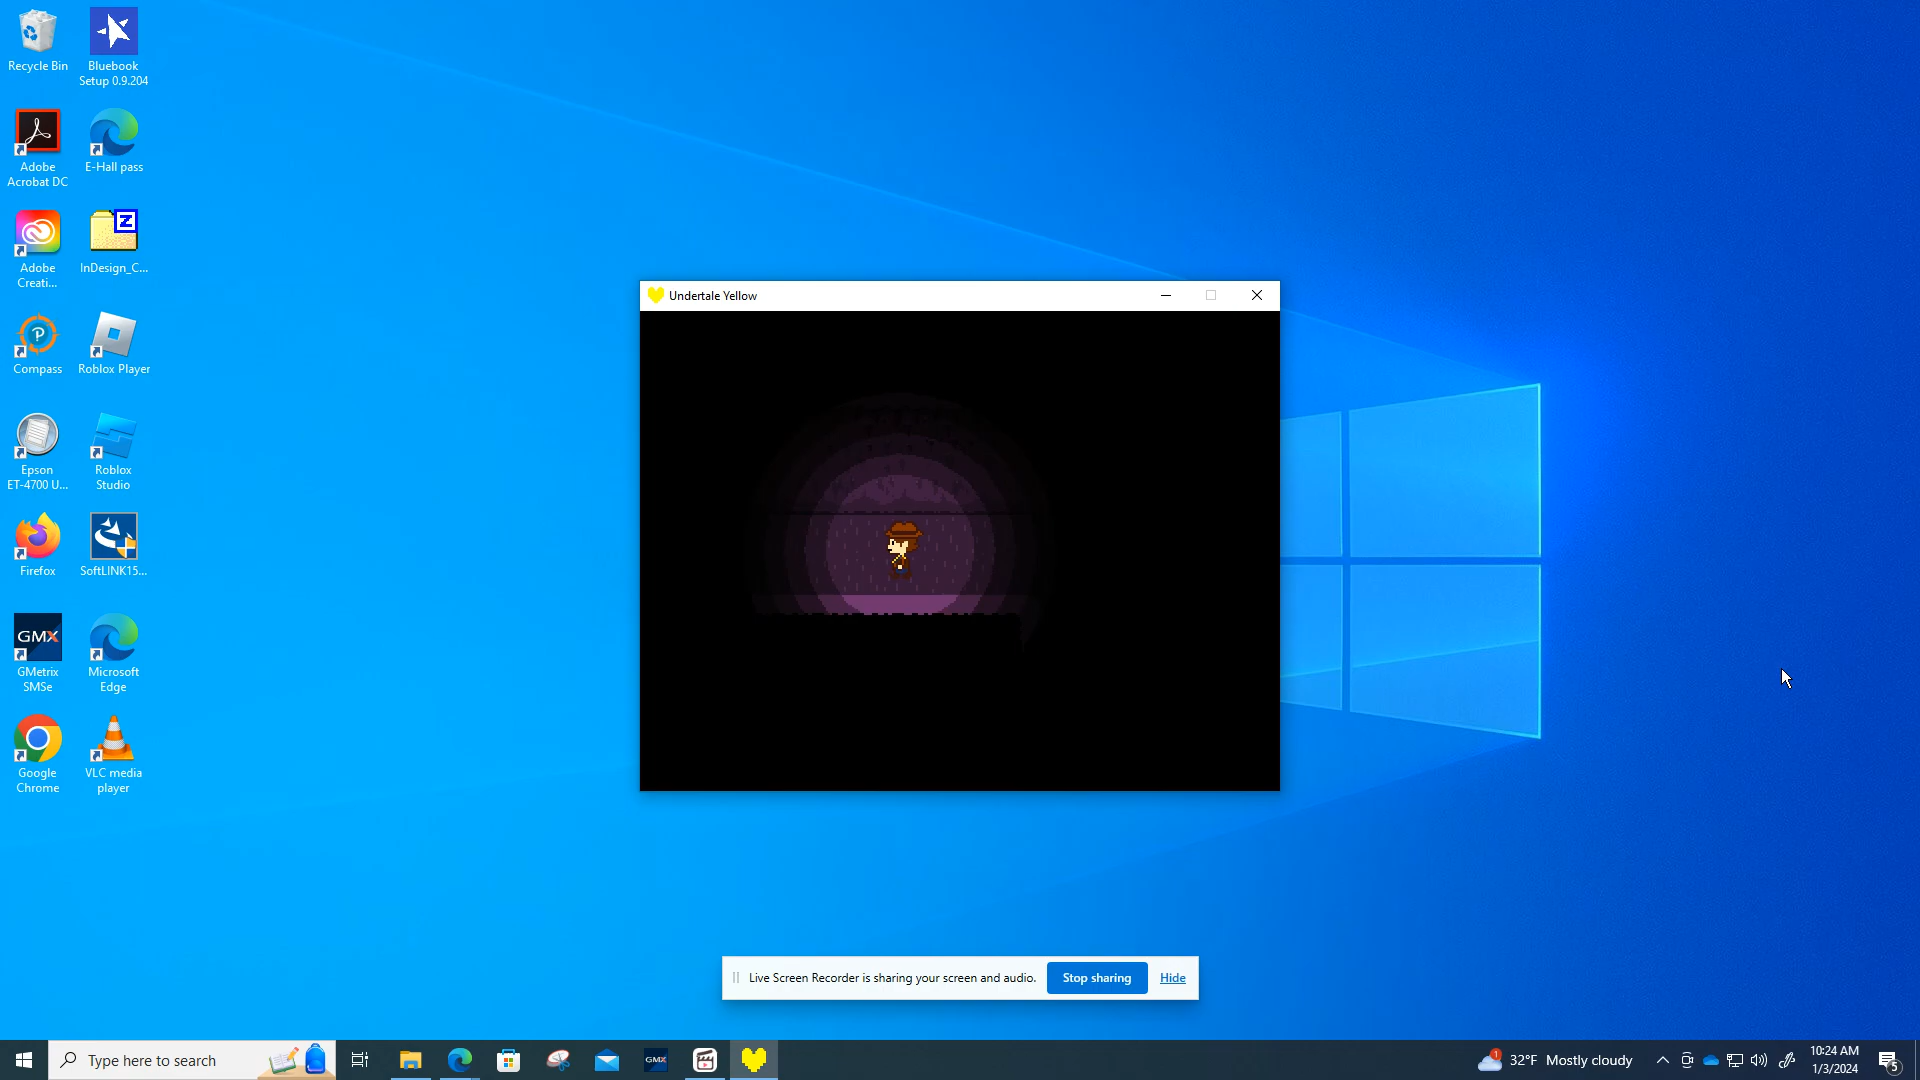 Recycle Bin
Bluebook
Setup 0.9.204
Adobe
Acrobat DC
E-Hall pass
Adobe
Creati...
InDesign_C...
Compass
Roblox Player
Epson
ET-4700 U...
Roblox
Studio
Firefox
SoftLINK15...
GMX
GMetrix
SMSe
Microsoft
Edge
Google
Chrome
VLC media
player
Undertale Yellow
Live Screen Recorder is sharing your screen and audio.
Stop sharing
Hide
Type here to search
GMX
1
32°F Mostly cloudy
10:24 AM
1/3/2024
5